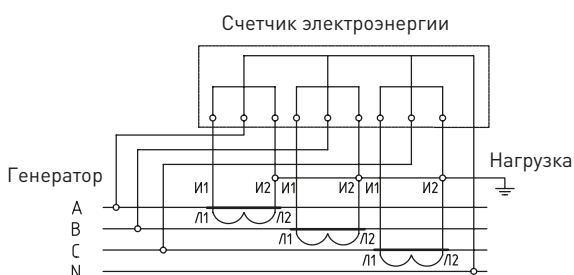 Счетчик электроэнергии
Генератор
Нагрузка
И1 И2 И1 И2 И1 И2
A
Л1 Л2
B
Л1 Л2
C
Л1 Л2
N